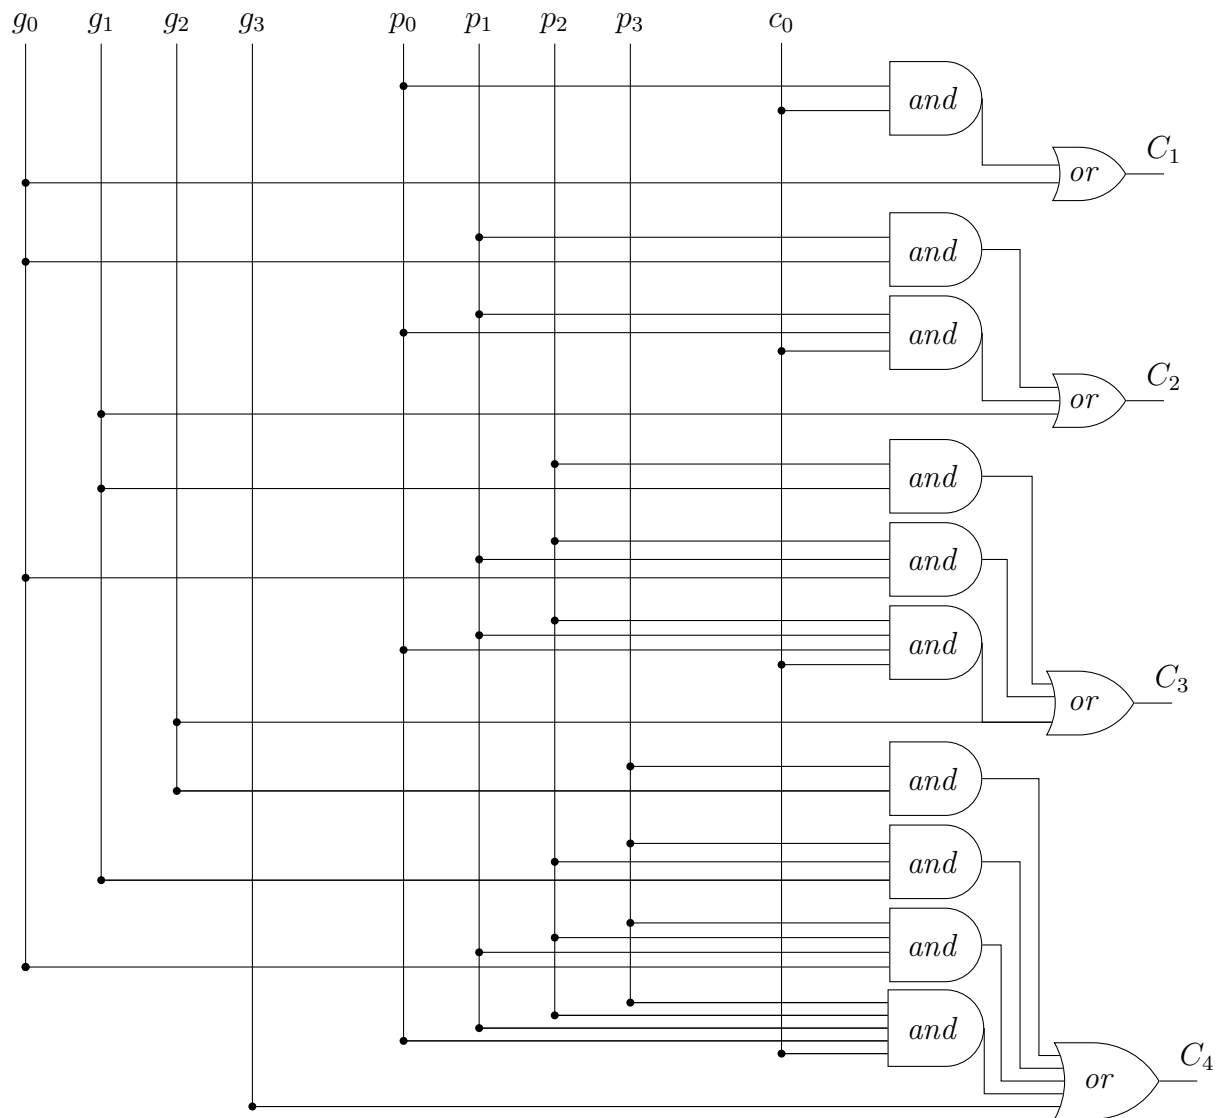 g₀ g₁ g₂ g₃ p₀ p₁ p₂ p₃ c₀
and
or C₁
and
and
or C₂
and
and
and
or C₃
and
and
and
and
or C₄